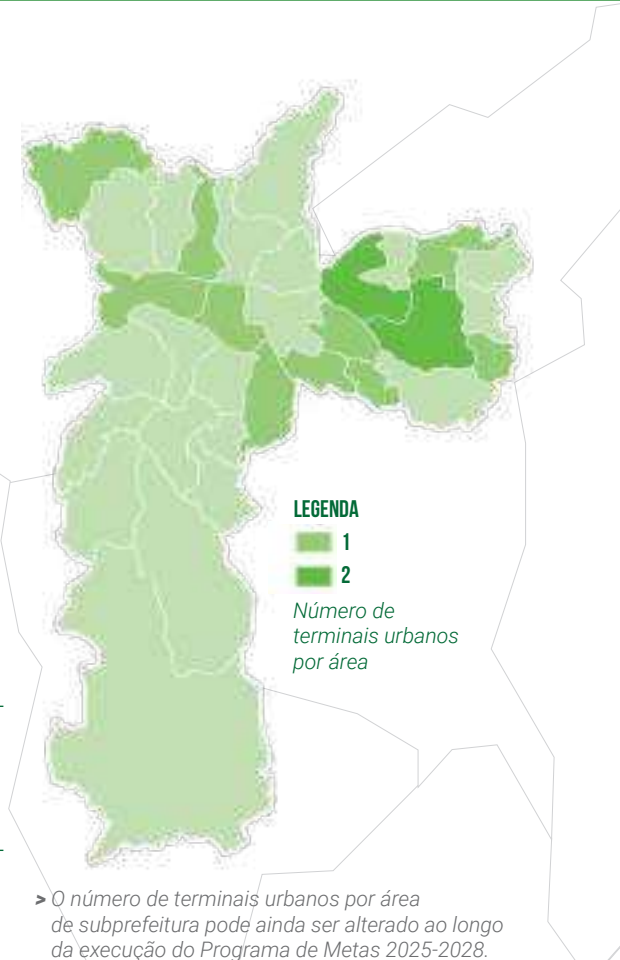 LEGENDA
1
2
Número de
terminais urbanos
por área
> O número de terminais urbanos por área
de subprefeitura pode ainda ser alterado ao longo
da execução do Programa de Metas 2025-2028.